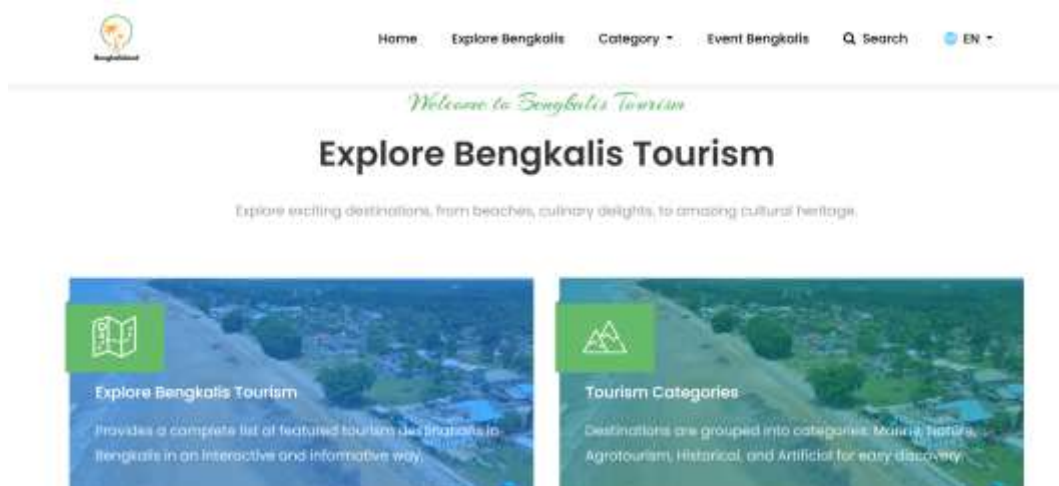 Home Explore Bengkalis Category Event Bengkalis Search EN
Welcome to Bengkalis Tourism
Explore Bengkalis Tourism
Explore exciting destinations, from beaches, culinary delights, to amazing cultural heritage.
Explore Bengkalis Tourism
Provides a complete list of featured tourism destinations in
Bengkalis in an interactive and informative way.
Tourism Categories
Destinations are grouped into categories: Marine, Nature,
Agrotourism, Historical, and Artificial for easy discovery.